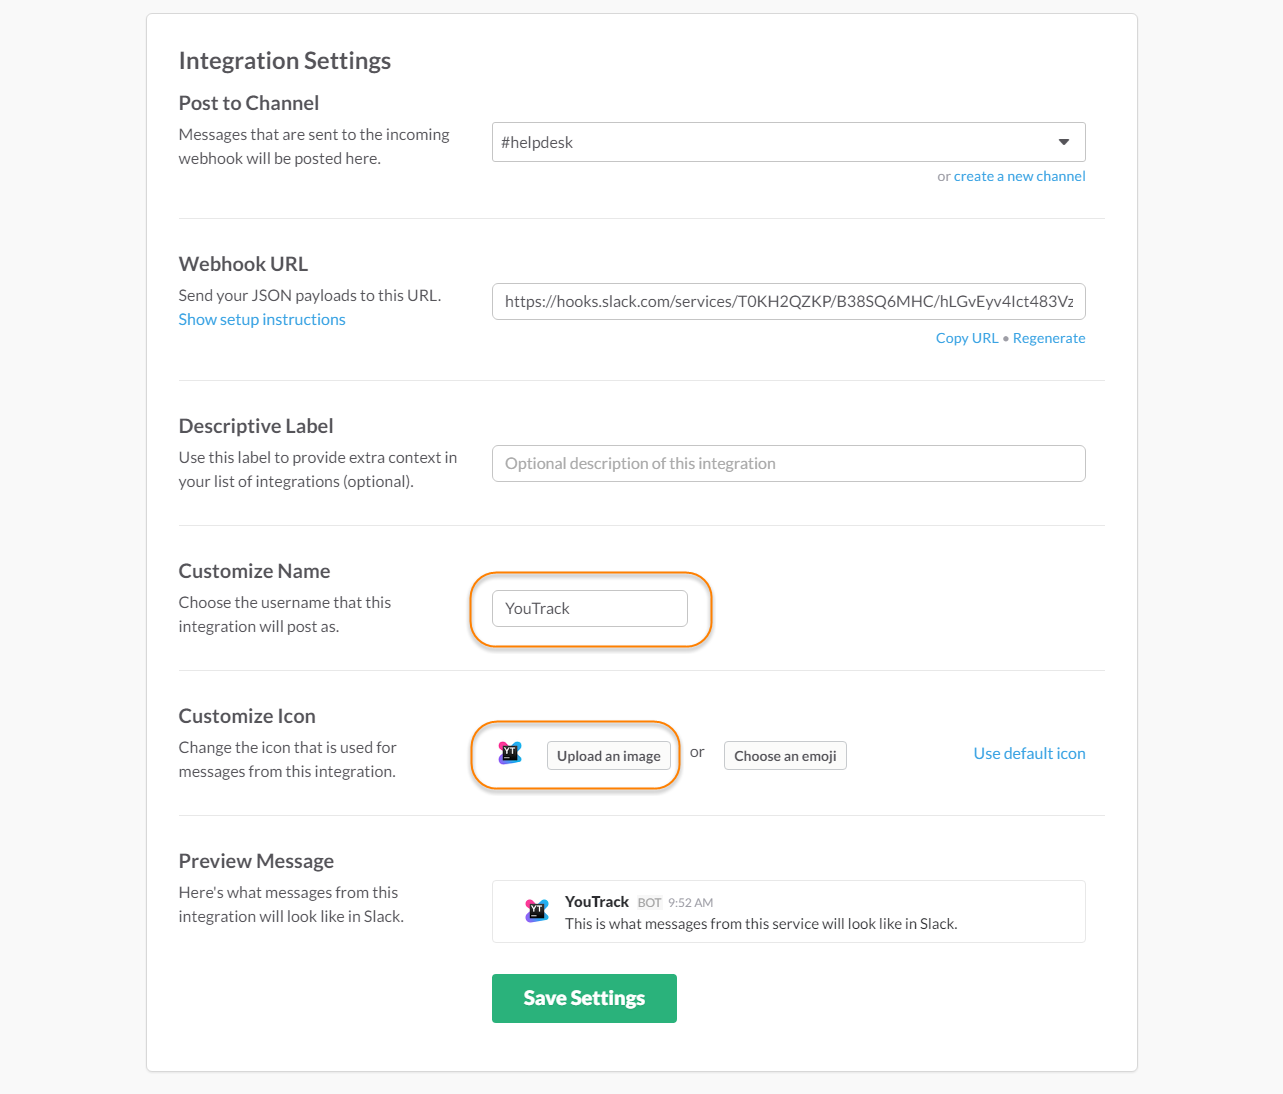 Integration Settings
Post to Channel
Messages that are sent to the incoming
webhook will be posted here.
#helpdesk
or create a new channel
Webhook URL
Send your JSON payloads to this URL.
Show setup instructions
https://hooks.slack.com/services/T0KH2QZKP/B38SQ6MHC/hLGvEyv4Ict483Vz
Copy URL • Regenerate
Descriptive Label
Use this label to provide extra context in
your list of integrations (optional).
Optional description of this integration
Customize Name
Choose the username that this
integration will post as.
YouTrack
Customize Icon
Change the icon that is used for
messages from this integration.
YT
Upload an image
or
Choose an emoji
Use default icon
Preview Message
Here's what messages from this
integration will look like in Slack.
YT
YouTrack BOT 9:52 AM
This is what messages from this service will look like in Slack.
Save Settings